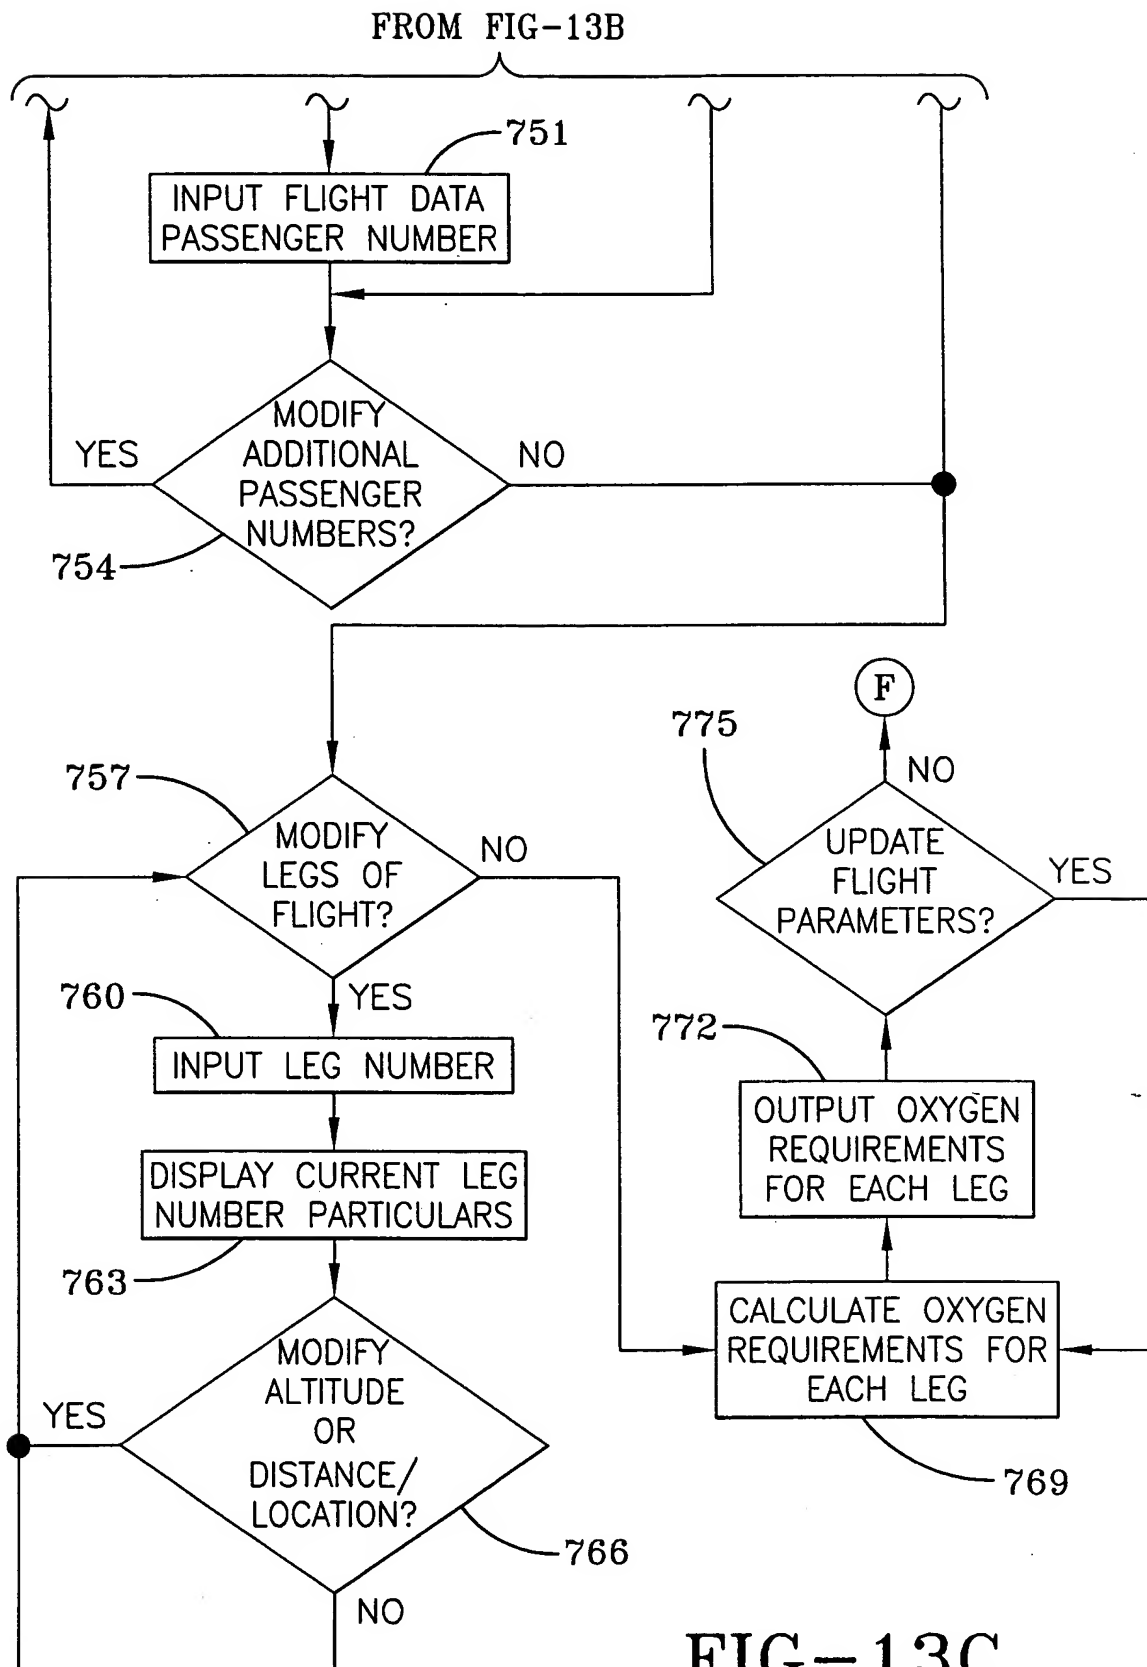 FROM FIG-13B
751
INPUT FLIGHT DATA
PASSENGER NUMBER
MODIFY
ADDITIONAL
PASSENGER
NUMBERS?
YES
NO
754
757
MODIFY
LEGS OF
FLIGHT?
NO
YES
760
INPUT LEG NUMBER
DISPLAY CURRENT LEG
NUMBER PARTICULARS
763
MODIFY
ALTITUDE
OR
DISTANCE/
LOCATION?
YES
766
NO
F
775
NO
UPDATE
FLIGHT
PARAMETERS?
YES
772
OUTPUT OXYGEN
REQUIREMENTS
FOR EACH LEG
CALCULATE OXYGEN
REQUIREMENTS FOR
EACH LEG
769
FIG-13C